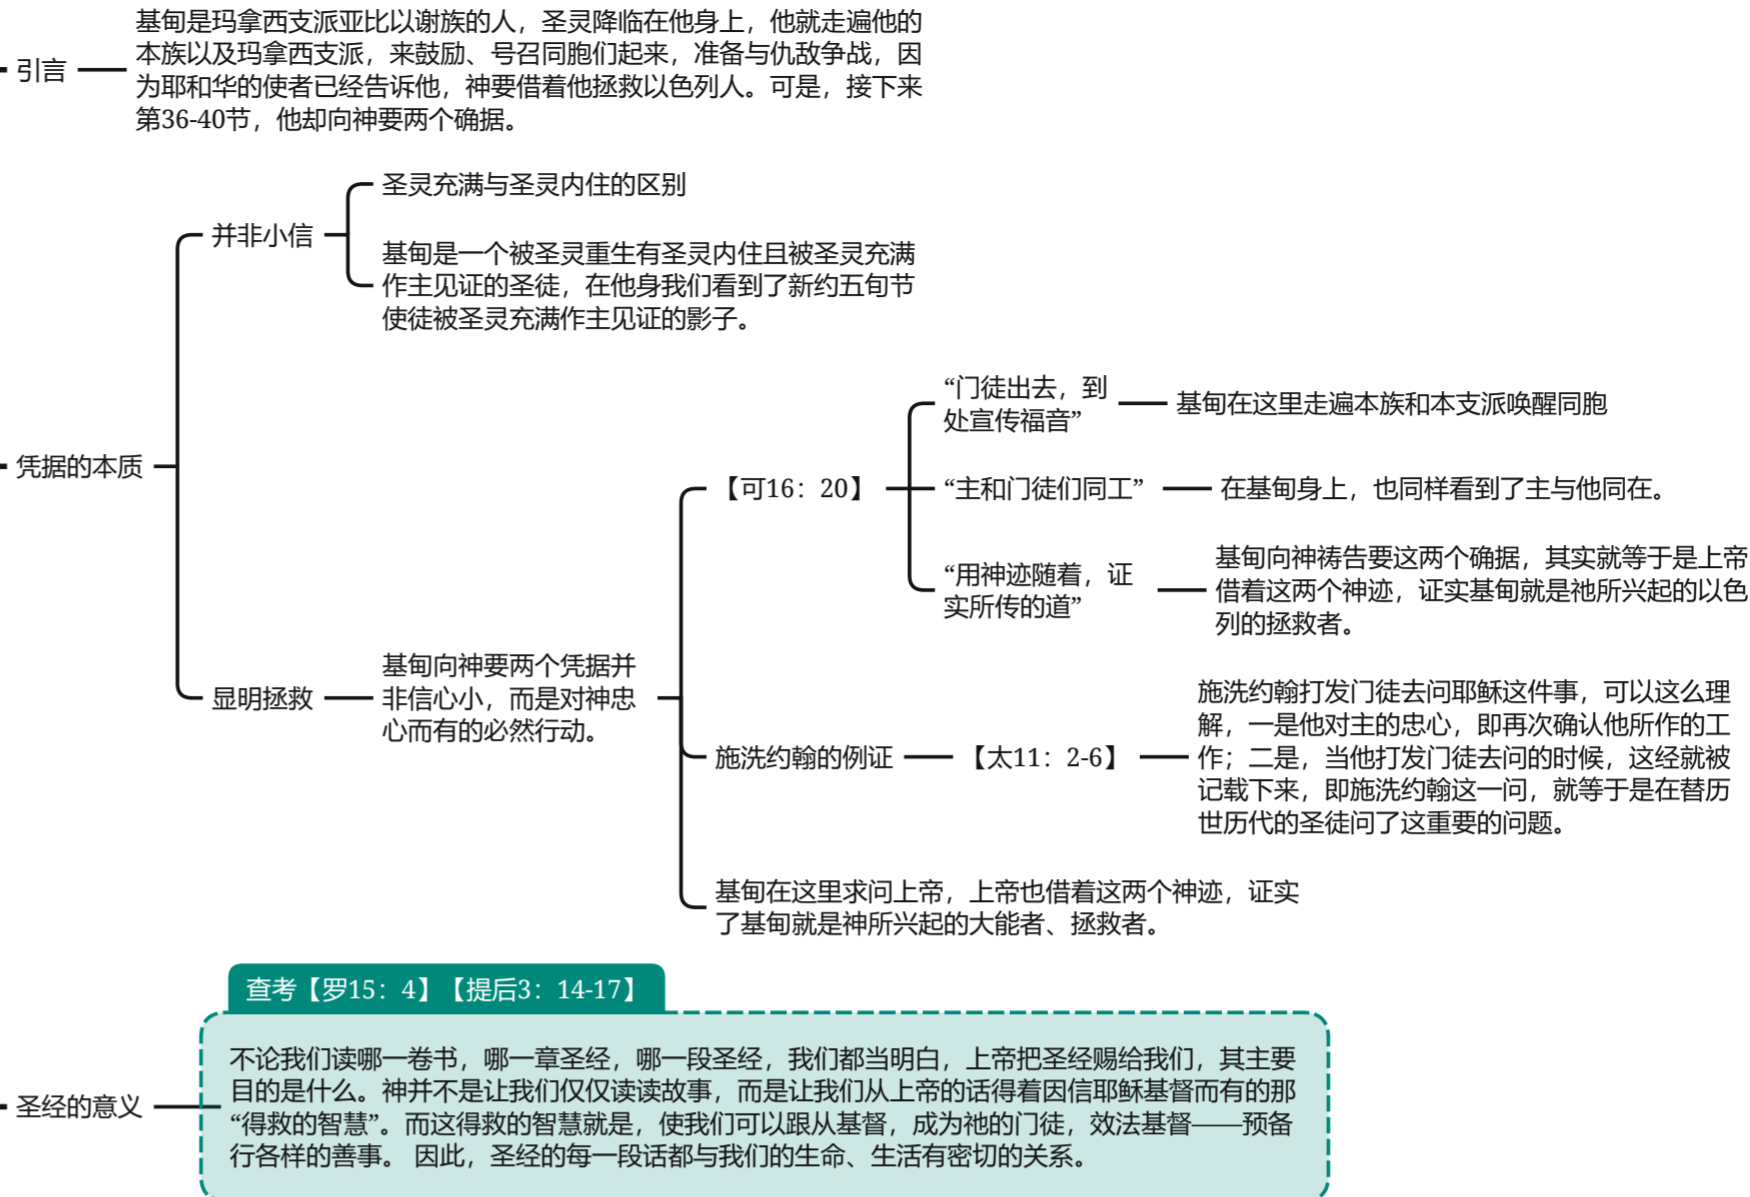 引言
基甸是玛拿西支派亚比以谢族的人，圣灵降临在他身上，他就走遍他的
本族以及玛拿西支派，来鼓励、号召同胞们起来，准备与仇敌争战，因
为耶和华的使者已经告诉他，神要借着他拯救以色列人。可是，接下来
第36-40节，他却向神要两个确据。
凭据的本质
并非小信
圣灵充满与圣灵内住的区别
基甸是一个被圣灵重生有圣灵内住且被圣灵充满
作主见证的圣徒，在他身我们看到了新约五旬节
使徒被圣灵充满作主见证的影子。
显明拯救
基甸向神要两个凭据并
非信心小，而是对神忠
心而有的必然行动。
【可16：20】
“门徒出去，到
处宣传福音”
基甸在这里走遍本族和本支派唤醒同胞
“主和门徒们同工”
在基甸身上，也同样看到了主与他同在。
“用神迹随着，证
实所传的道”
基甸向神祷告要这两个确据，其实就等于是上帝
借着这两个神迹，证实基甸就是祂所兴起的以色
列的拯救者。
施洗约翰的例证
【太11：2-6】
施洗约翰打发门徒去问耶稣这件事，可以这么理
解，一是他对主的忠心，即再次确认他所作的工
作；二是，当他打发门徒去问的时候，这经就被
记载下来，即施洗约翰这一问，就等于是在替历
世历代的圣徒问了这重要的问题。
基甸在这里求问上帝，上帝也借着这两个神迹，证实
了基甸就是神所兴起的大能者、拯救者。
圣经的意义
查考【罗15：4】【提后3：14-17】
不论我们读哪一卷书，哪一章圣经，哪一段圣经，我们都当明白，上帝把圣经赐给我们，其主要
目的是什么。神并不是让我们仅仅读读故事，而是让我们从上帝的话得着因信耶稣基督而有的那
“得救的智慧”。而这得救的智慧就是，使我们可以跟从基督，成为祂的门徒，效法基督——预备
行各样的善事。 因此，圣经的每一段话都与我们的生命、生活有密切的关系。